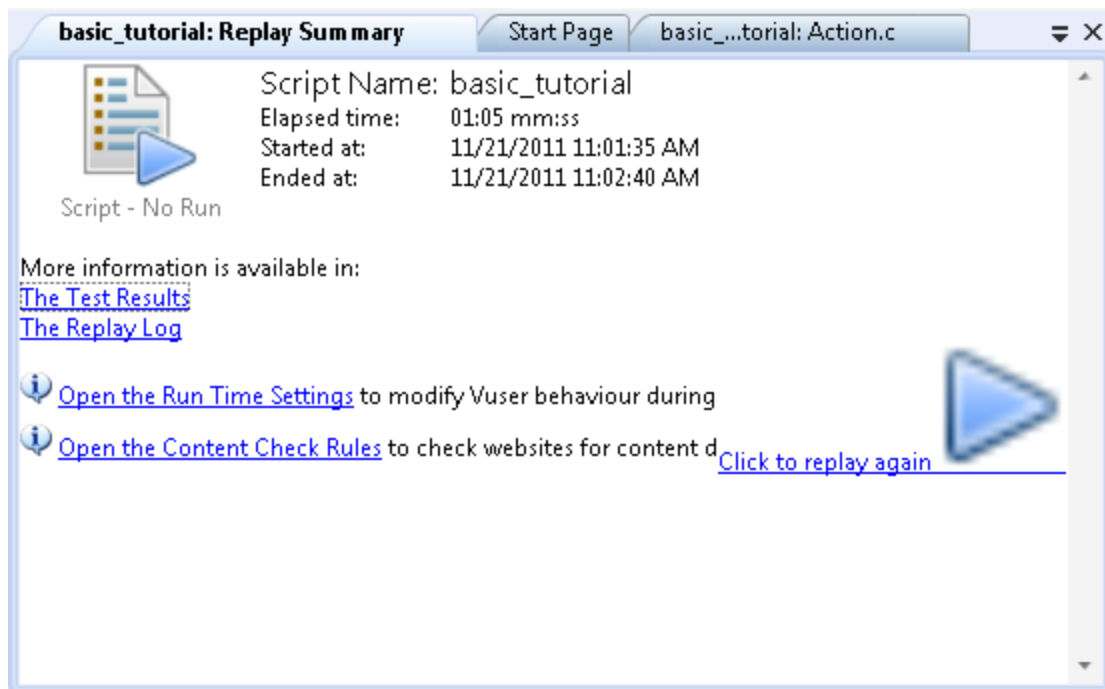 basic_tutorial: Replay Summary Start Page basic_...torial: Action.c
Script Name: basic_tutorial
Elapsed time: 01:05 mm:ss
Started at: 11/21/2011 11:01:35 AM
Ended at: 11/21/2011 11:02:40 AM
Script - No Run
More information is available in:
The Test Results
The Replay Log
Open the Run Time Settings to modify Vuser behaviour during
Open the Content Check Rules to check websites for content d
Click to replay again